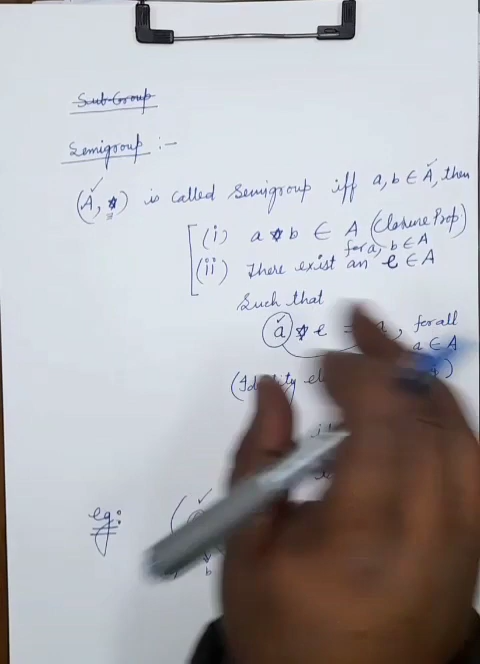 Sub-Group
Semigroup :-
(A, *) is called Semigroup iff a, b ∈ A, then
(i) a * b ∈ A (Closure Prop)
for a, b ∈ A
(ii) There exist an e ∈ A
Such that
a * e = a, for all
a ∈ A
(Identity
eg:
b